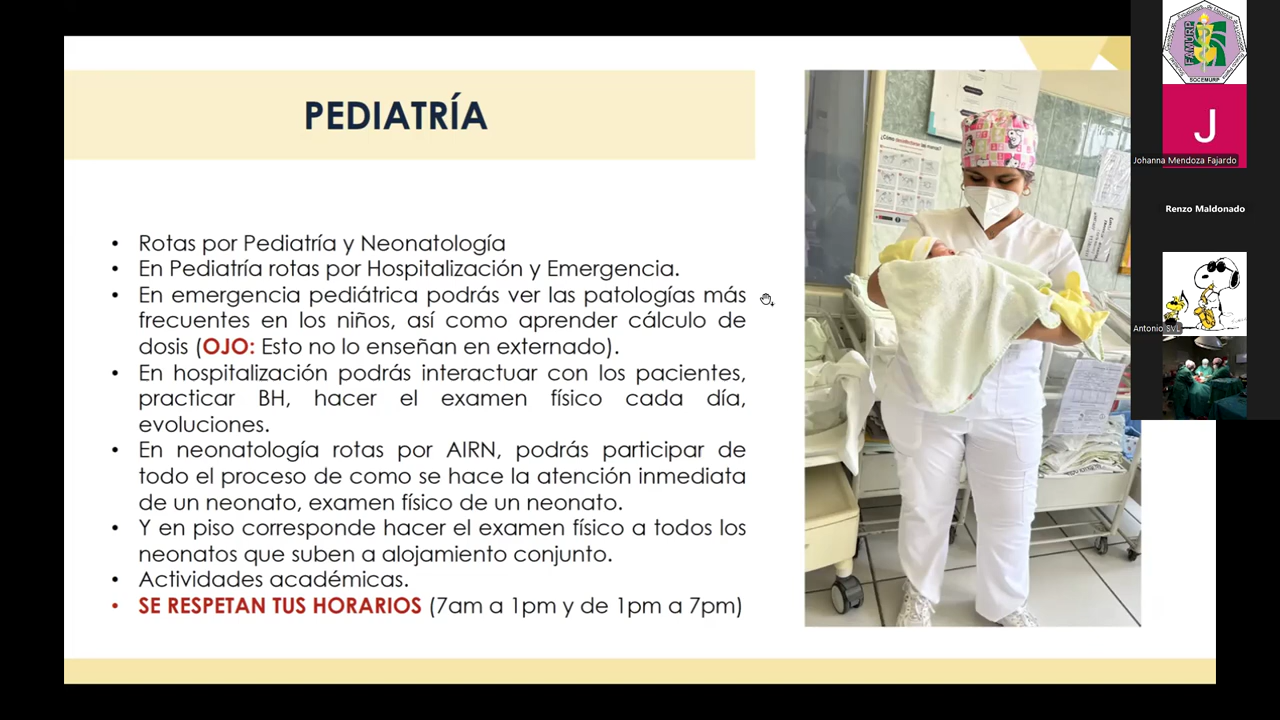 PEDIATRÍA
• Rotas por Pediatría y Neonatología
• En Pediatría rotas por Hospitalización y Emergencia.
• En emergencia pediátrica podrás ver las patologías más
frecuentes en los niños, así como aprender cálculo de
dosis (OJO: Esto no lo enseñan en externado).
• En hospitalización podrás interactuar con los pacientes,
practicar BH, hacer el examen físico cada día,
evoluciones.
• En neonatología rotas por AIRN, podrás participar de
todo el proceso de como se hace la atención inmediata
de un neonato, examen físico de un neonato.
• Y en piso corresponde hacer el examen físico a todos los
neonatos que suben a alojamiento conjunto.
• Actividades académicas.
• SE RESPETAN TUS HORARIOS (7am a 1pm y de 1pm a 7pm)
FAMURP
SOCEMURP
J
Johanna Mendoza Fajardo
Renzo Maldonado
Antonio SVL